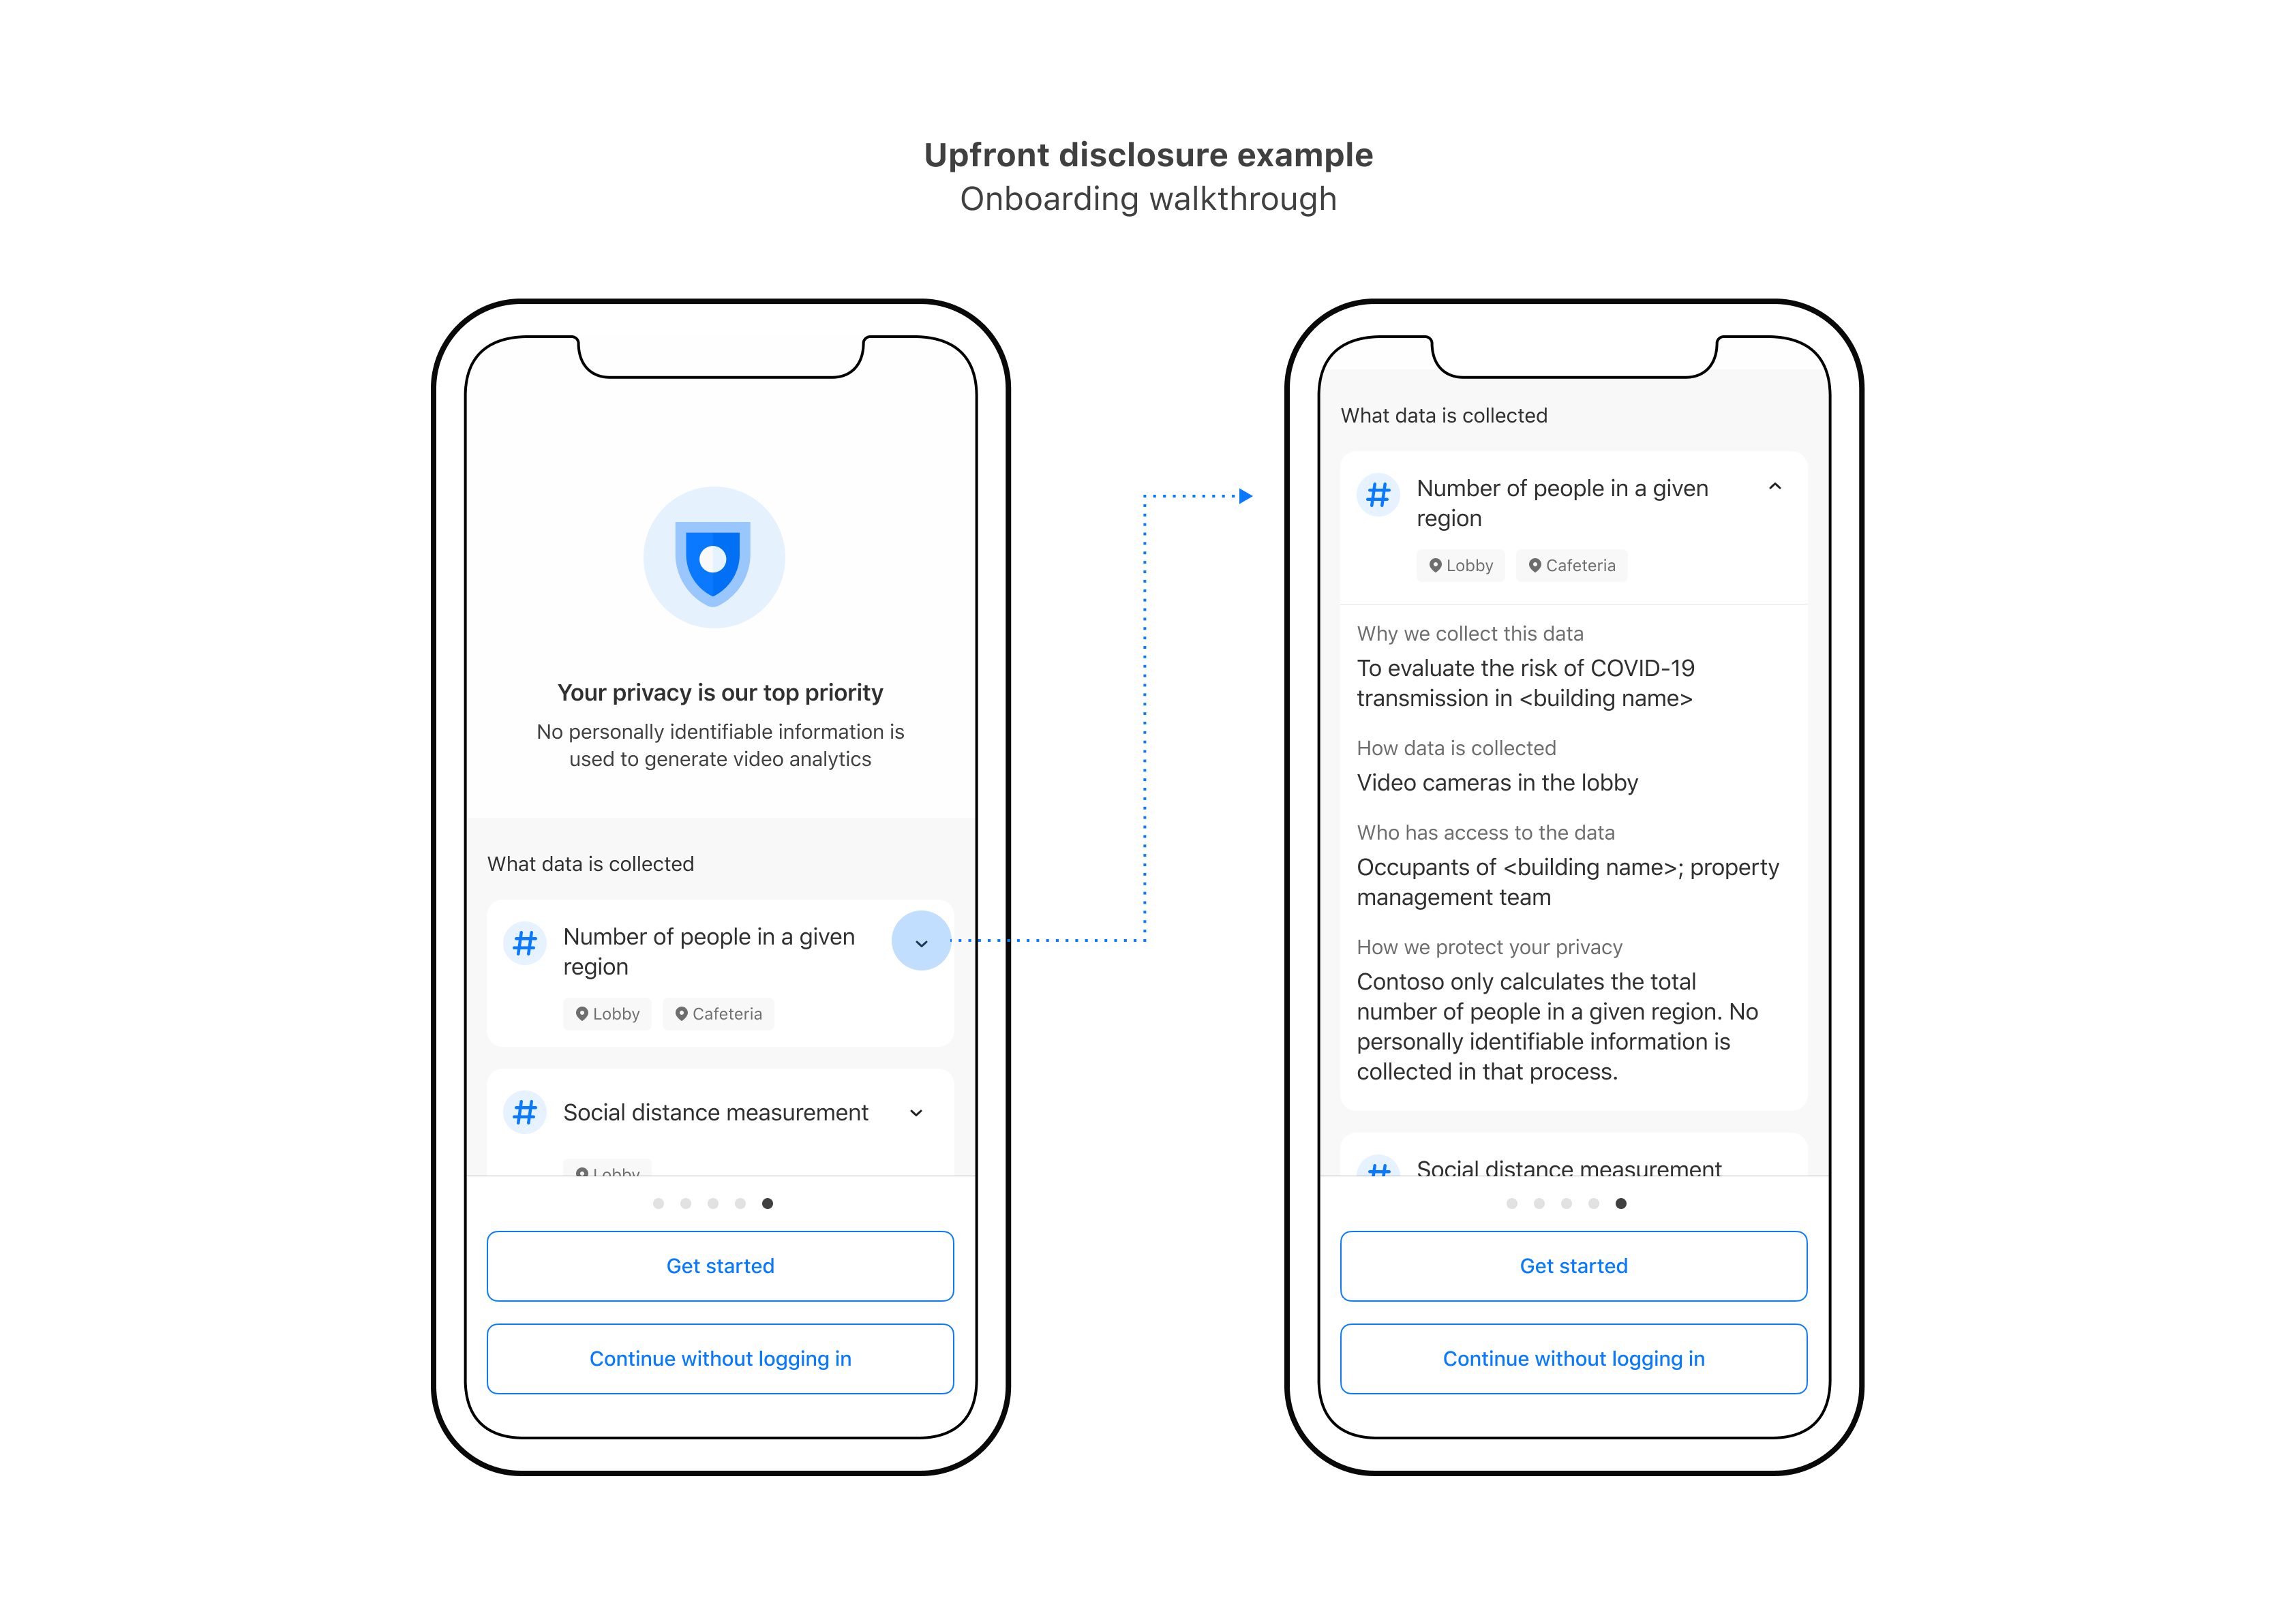 Upfront disclosure example
Onboarding walkthrough
Your privacy is our top priority
No personally identifiable information is
used to generate video analytics
What data is collected
# Number of people in a given
region
Lobby Cafeteria
# Social distance measurement
Lobby
Get started
Continue without logging in
What data is collected
# Number of people in a given
region
Lobby Cafeteria
Why we collect this data
To evaluate the risk of COVID-19
transmission in <building name>
How data is collected
Video cameras in the lobby
Who has access to the data
Occupants of <building name>; property
management team
How we protect your privacy
Contoso only calculates the total
number of people in a given region. No
personally identifiable information is
collected in that process.
# Social distance measurement
Get started
Continue without logging in